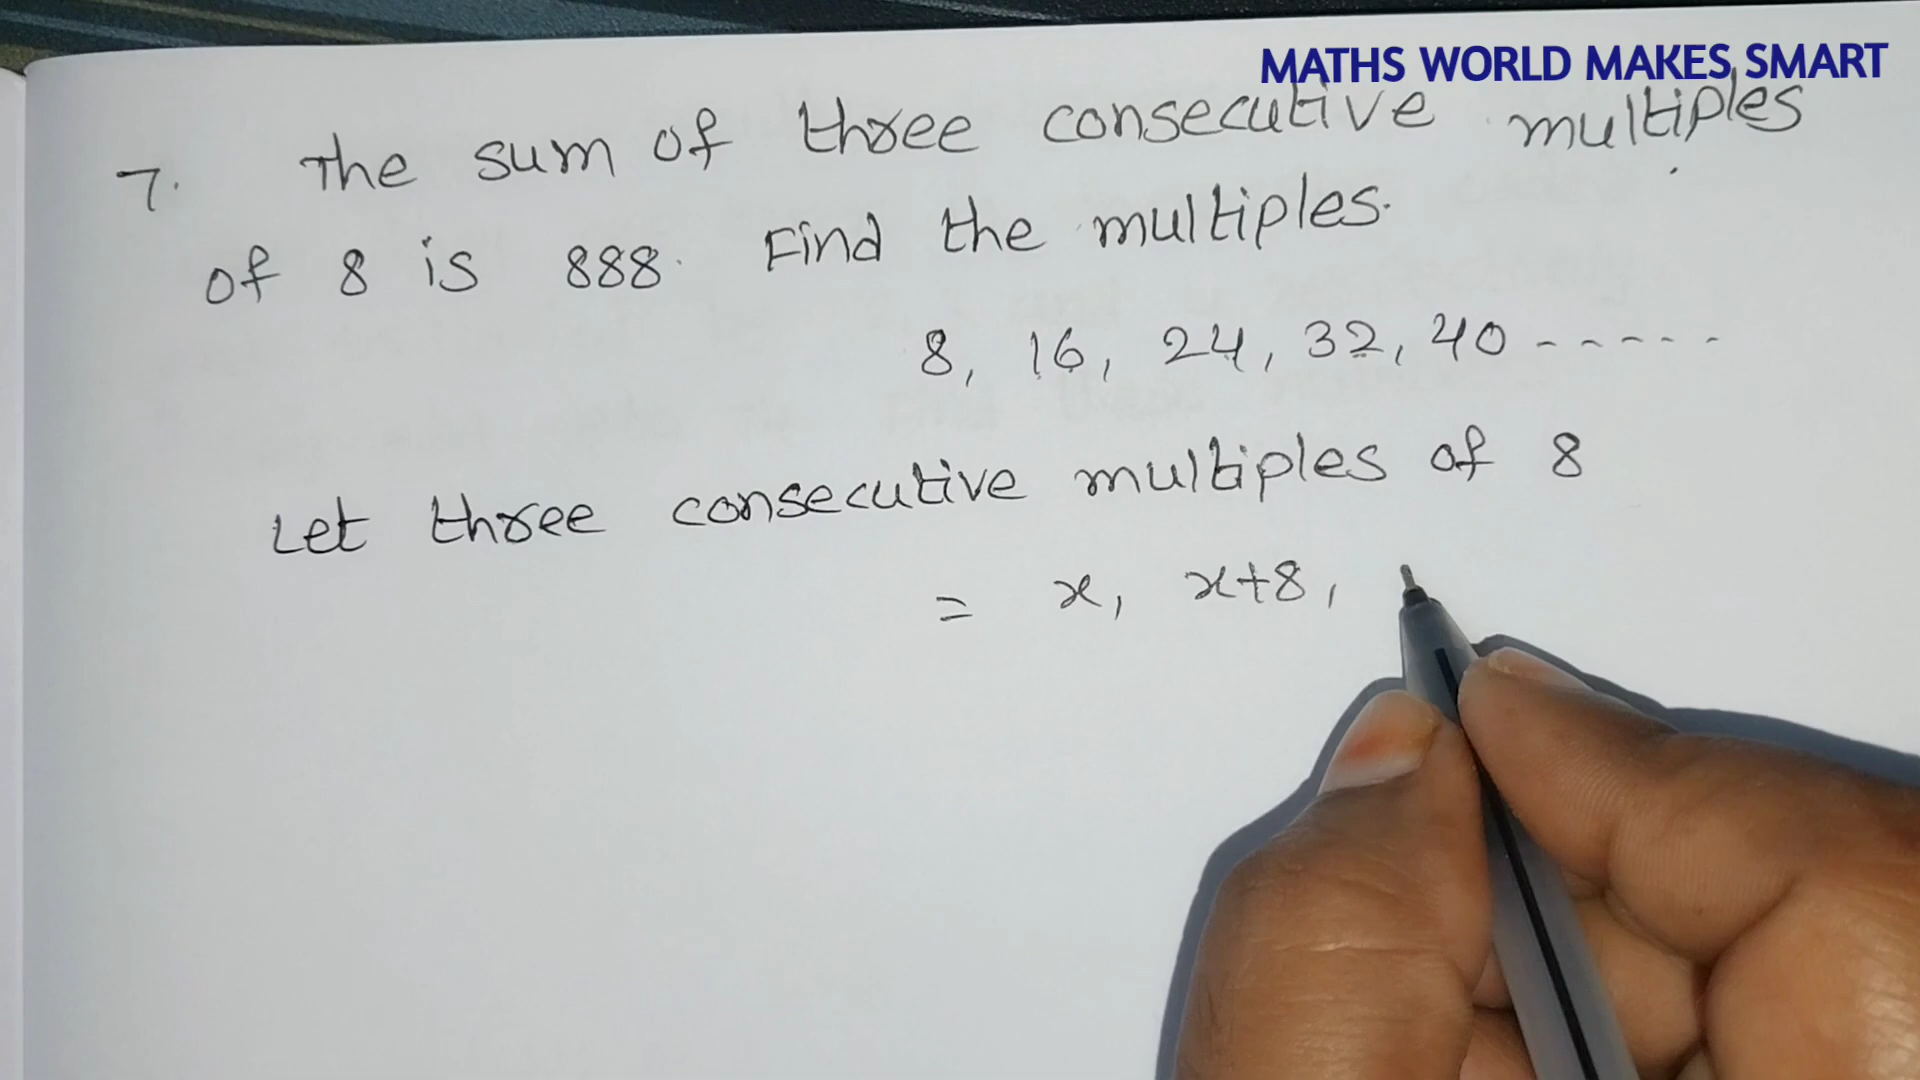 MATHS WORLD MAKES SMART
7. The sum of three consecutive multiples
of 8 is 888. Find the multiples.
8, 16, 24, 32, 40 -----
Let three consecutive multiples of 8
= x, x+8,